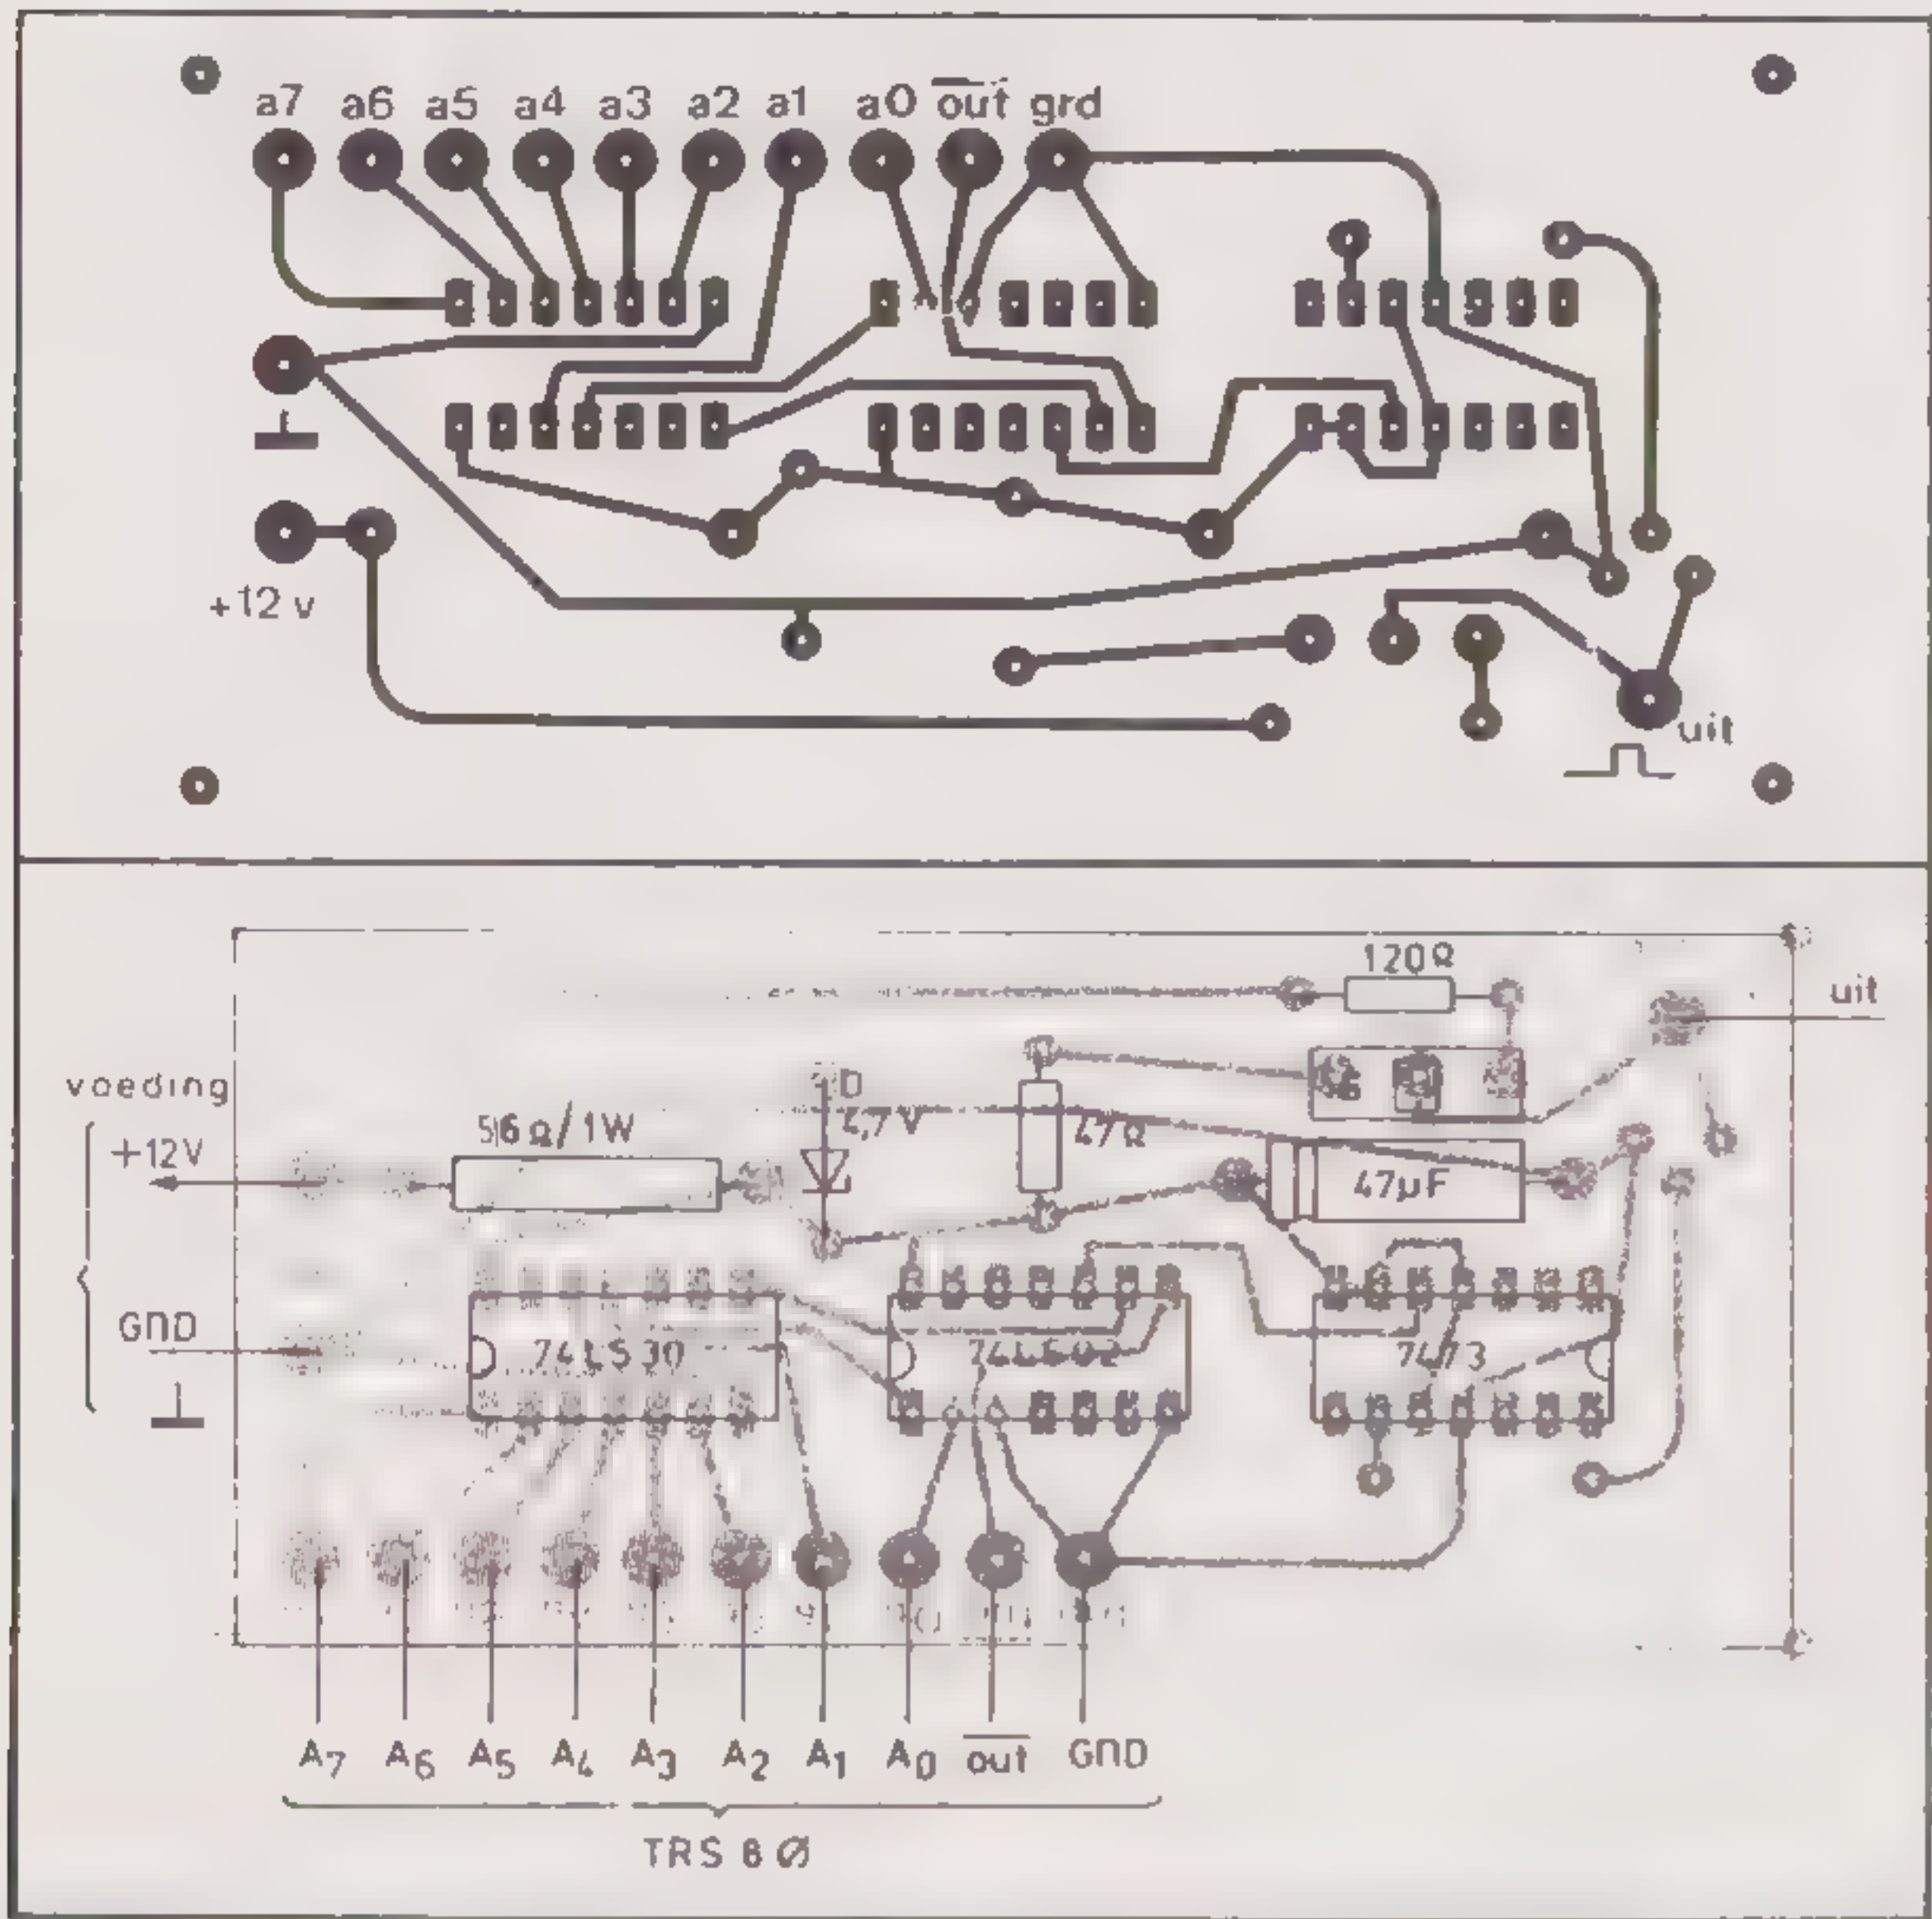 a7 a6 a5 a4 a3 a2 a1 a0 out grd
+12 v
uit
120Ω
uit
voeding
D
4,7 V
56Ω/1W
47Ω
+12V
47µF
GND
74LS30
7473
A7 A6 A5 A4 A3 A2 A1 A0 out GND
TRS 80